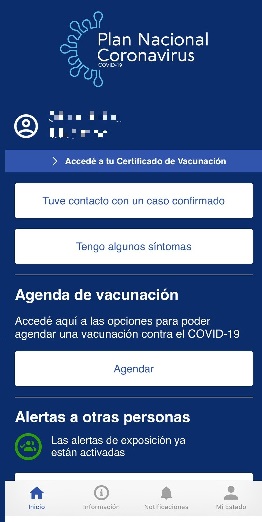 Plan Nacional
Coronavirus
COVID-19
Accedé a tu Certificado de Vacunación
Tuve contacto con un caso confirmado
Tengo algunos síntomas
Agenda de vacunación
Accedé aquí a las opciones para poder
agendar una vacunación contra el COVID-19
Agendar
Alertas a otras personas
Las alertas de exposición ya
están activadas
Inicio
Información
Notificaciones
Mi Estado